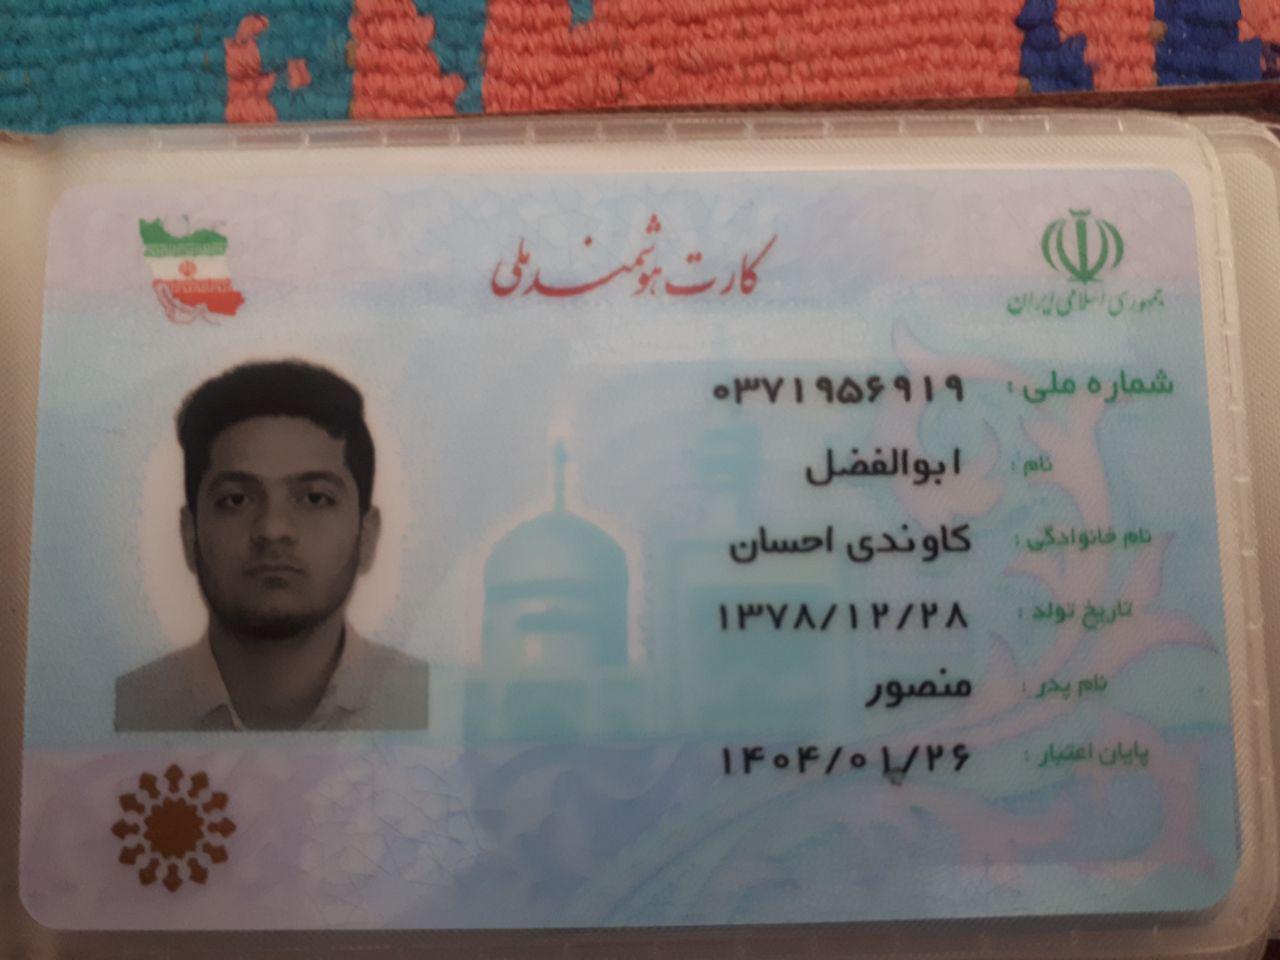 کارت هوشمند ملی
جمهوری اسلامی ایران
شماره ملی : ۰۳۷۱۹۵۶۹۱۹
نام : ابوالفضل
نام خانوادگی : کاوندی احسان
تاریخ تولد : ۱۳۷۸/۱۲/۲۸
نام پدر : منصور
پایان اعتبار : ۱۴۰۴/۰۱/۲۶